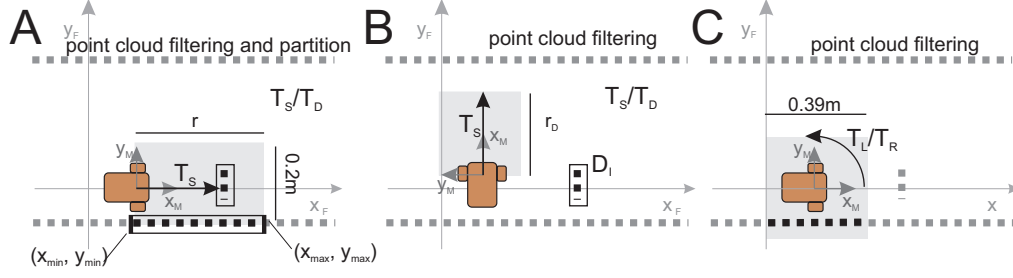 A
y_F
point cloud filtering and partition
T_S/T_D
r
y_M
T_S
x_M
0.2m
x_F
(x_min, y_min)
(x_max, y_max)
B
y_F
point cloud filtering
T_S/T_D
T_S
x_M
r_D
y_M
D_I
C
y_F
point cloud filtering
0.39m
T_L/T_R
y_M
x_M
x